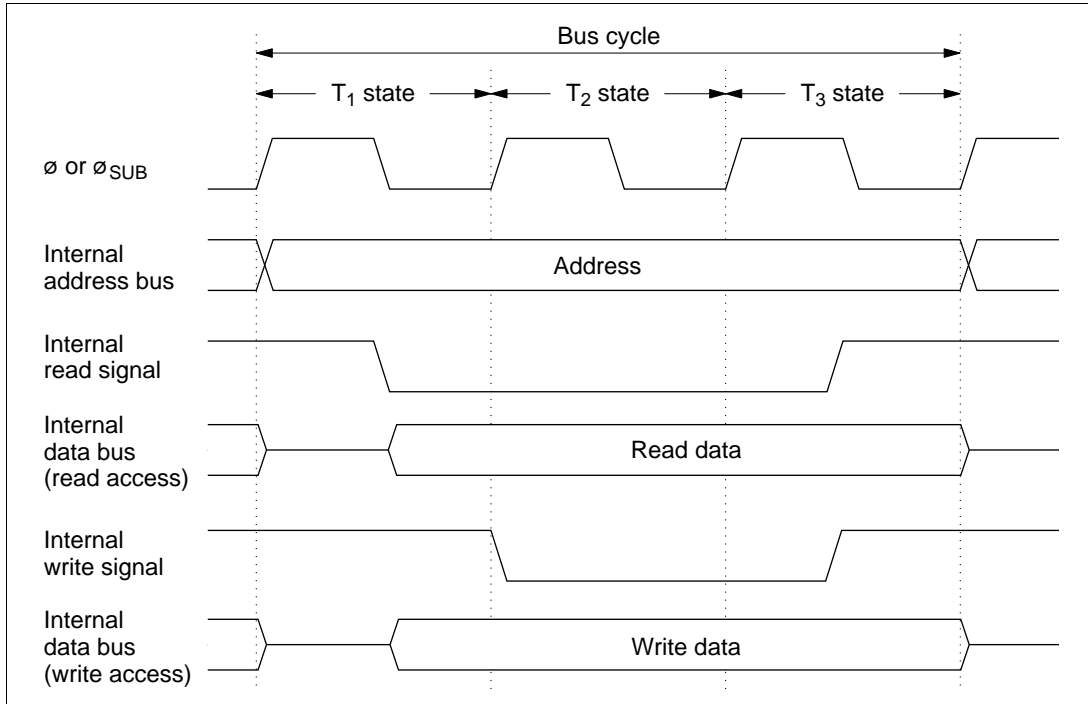 Bus cycle
T1 state
T2 state
T3 state
ø or øSUB
Internal
address bus
Address
Internal
read signal
Internal
data bus
(read access)
Read data
Internal
write signal
Internal
data bus
(write access)
Write data